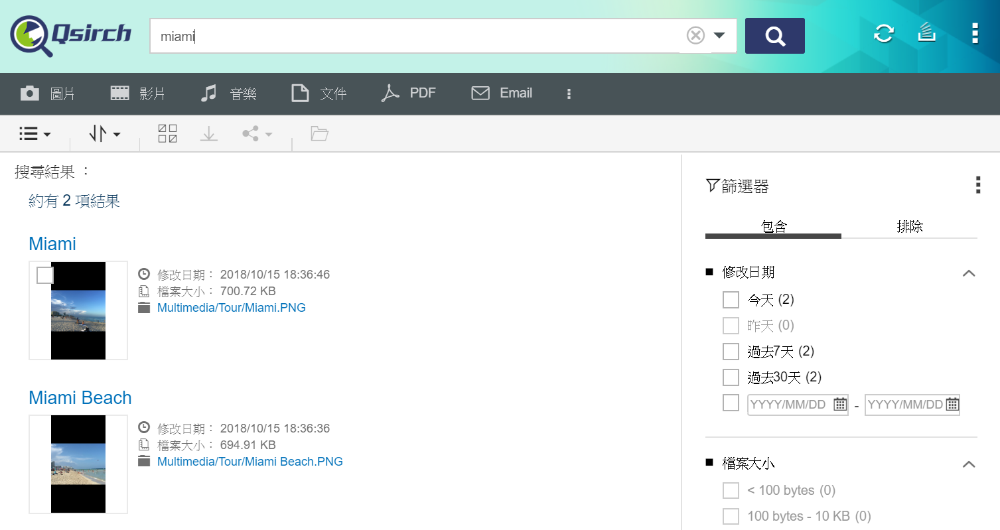 Qsirch
miami
圖片 影片 音樂 文件 PDF Email
搜尋結果 ：
約有 2 項結果
Miami
修改日期： 2018/10/15 18:36:46
檔案大小： 700.72 KB
Multimedia/Tour/Miami.PNG
Miami Beach
修改日期： 2018/10/15 18:36:36
檔案大小： 694.91 KB
Multimedia/Tour/Miami Beach.PNG
篩選器
包含 排除
修改日期
今天 (2)
昨天 (0)
過去7天 (2)
過去30天 (2)
YYYY/MM/DD - YYYY/MM/DD
檔案大小
< 100 bytes (0)
100 bytes - 10 KB (0)